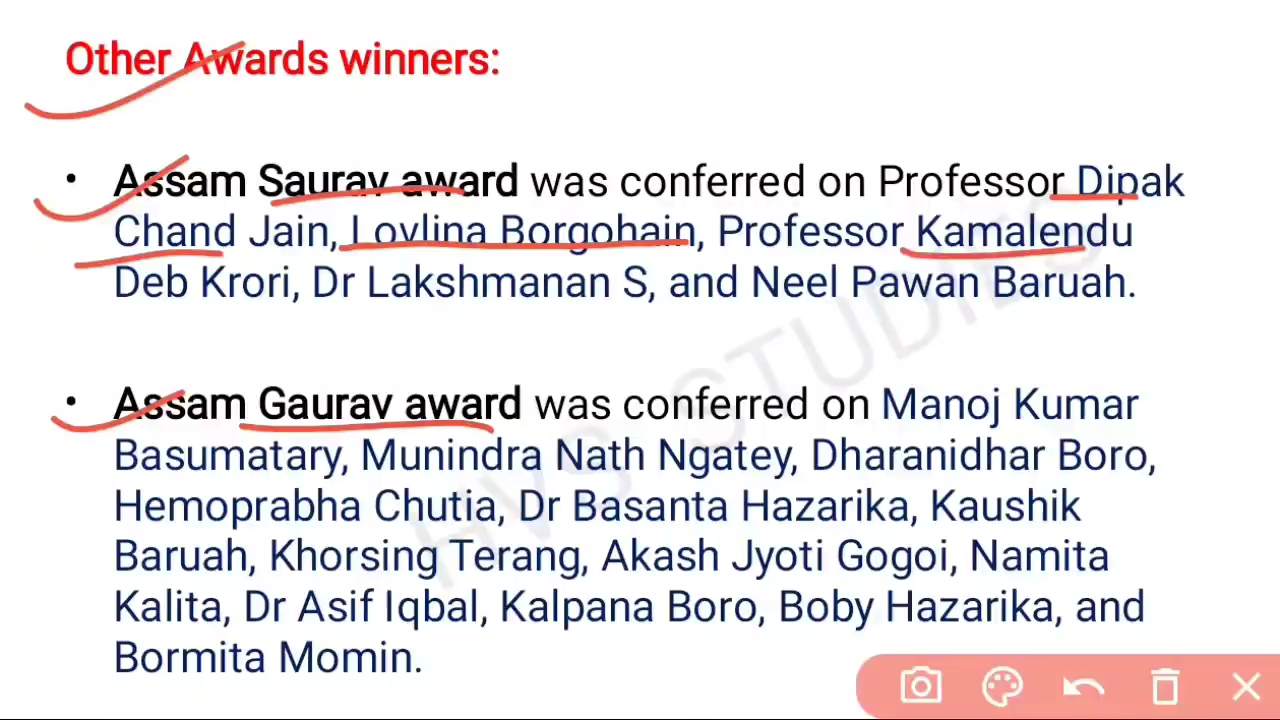 Other Awards winners:
• Assam Saurav award was conferred on Professor Dipak
Chand Jain, Lovlina Borgohain, Professor Kamalendu
Deb Krori, Dr Lakshmanan S, and Neel Pawan Baruah.
• Assam Gaurav award was conferred on Manoj Kumar
Basumatary, Munindra Nath Ngatey, Dharanidhar Boro,
Hemoprabha Chutia, Dr Basanta Hazarika, Kaushik
Baruah, Khorsing Terang, Akash Jyoti Gogoi, Namita
Kalita, Dr Asif Iqbal, Kalpana Boro, Boby Hazarika, and
Bormita Momin.
HVS STUDIES